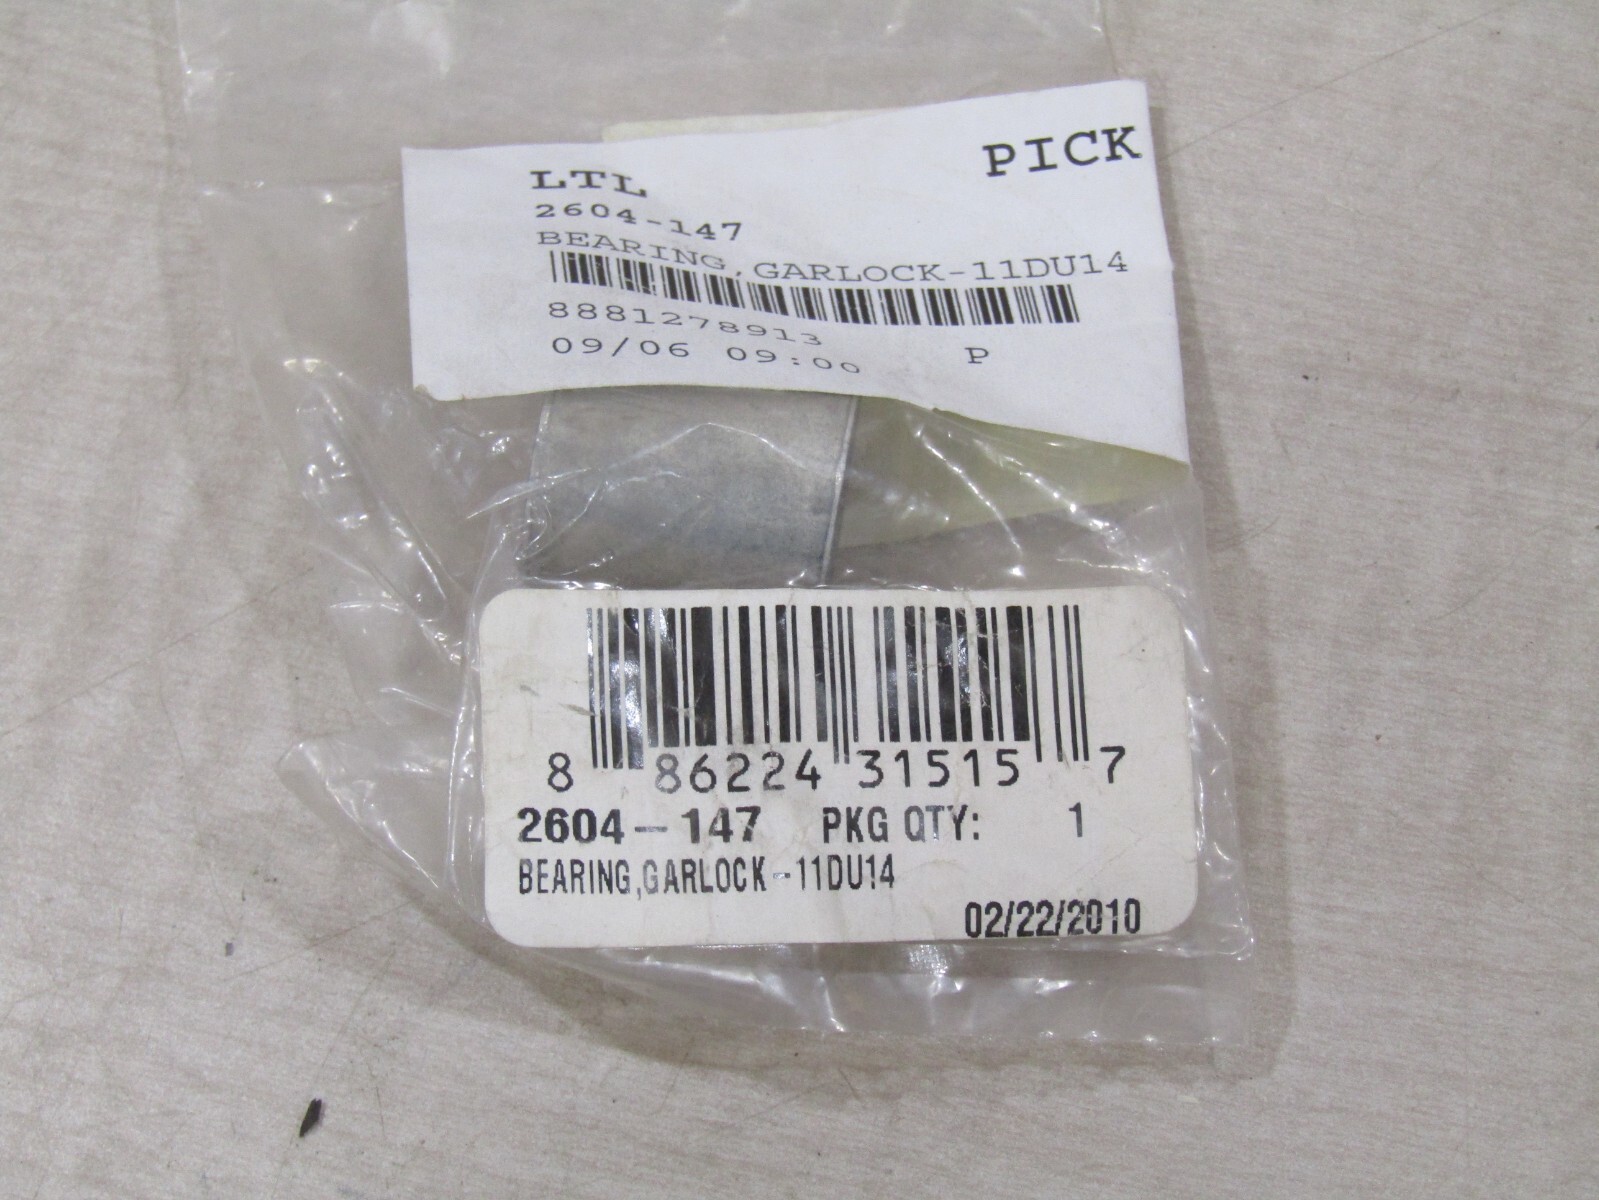 PICK
LTL
2604-147
BEARING,GARLOCK-11DU14
8881278913
09/06 09:00 P
8 86224 31515 7
2604-147 PKG QTY: 1
BEARING,GARLOCK-11DU14
02/22/2010